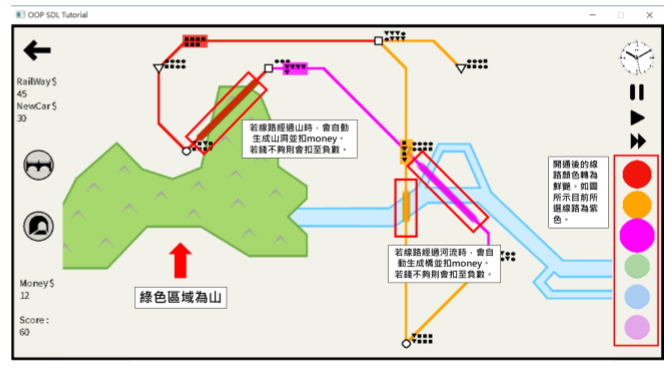 OOP SDL Tutorial
RailWay$
45
NewCar$
30
若線路經過山時，會自動
生成山洞並扣money，
若錢不夠則會扣至負數。
開通後的線
路顏色轉為
鮮艷。如圖
所示目前所
選線路為紫
色。
若線路經過河流時，會自
動生成橋並扣money，
若錢不夠則會扣至負數。
綠色區域為山
Money$
12
Score:
60